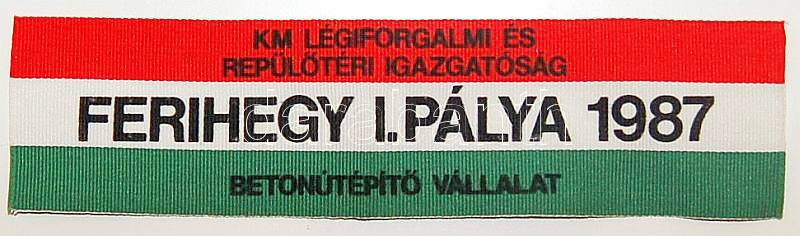 KM LÉGIFORGALMI ÉS
REPÜLŐTÉRI IGAZGATÓSÁG
FERIHEGY I.PÁLYA 1987
BETONÚTÉPÍTŐ VÁLLALAT